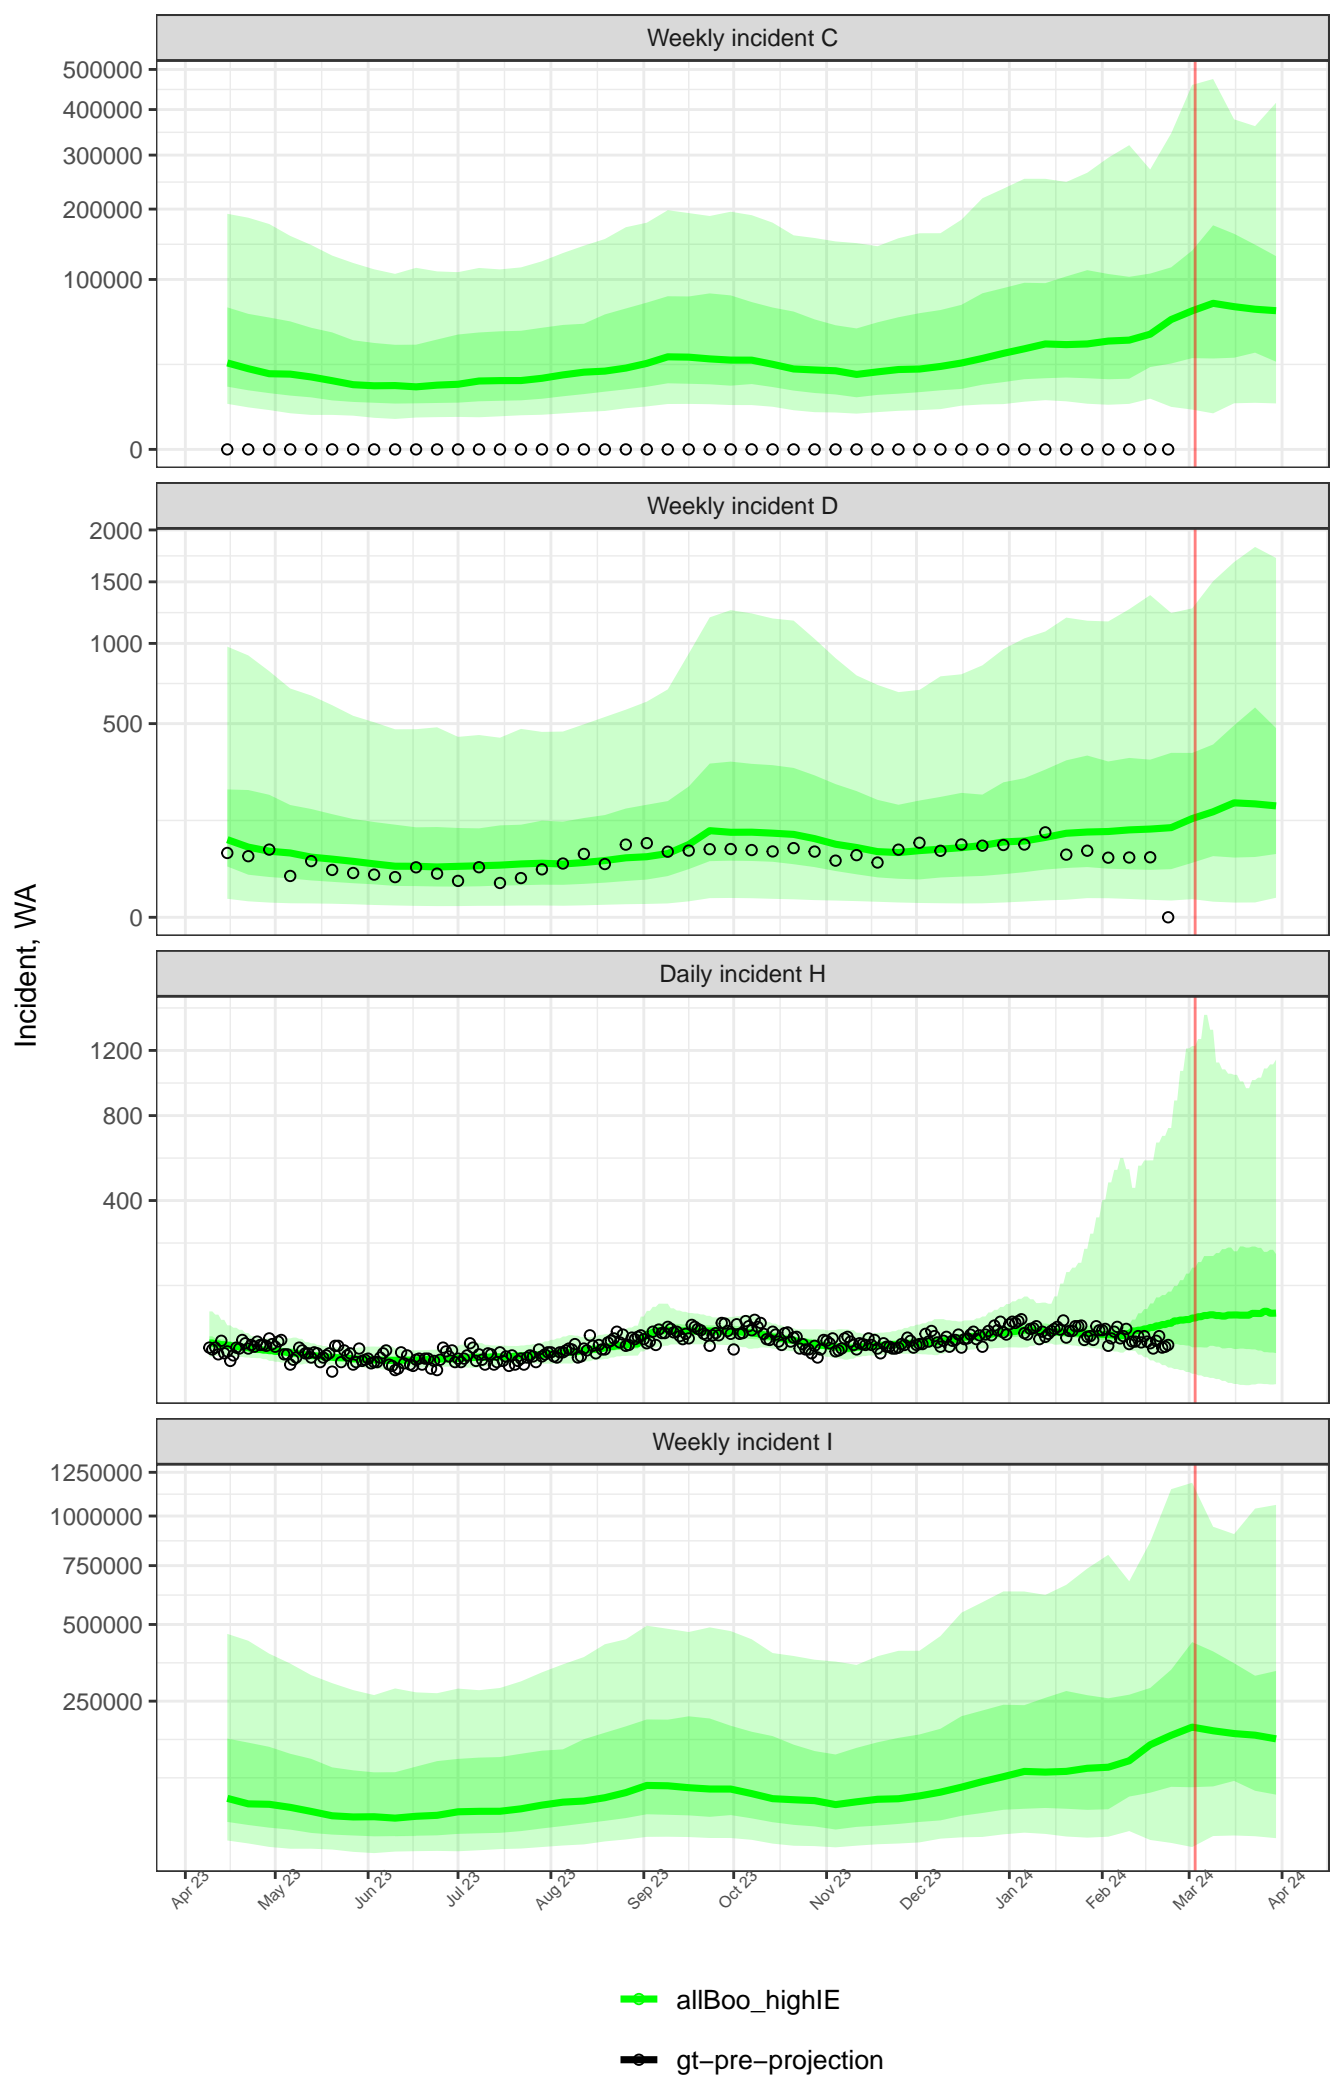 Weekly incident C
500000
400000
300000
200000
100000
0
Weekly incident D
2000
1500
1000
500
0
Incident, WA
Daily incident H
1200
800
400
Weekly incident I
1250000
1000000
750000
500000
250000
Apr 23 May 23 Jun 23 Jul 23 Aug 23 Sep 23 Oct 23 Nov 23 Dec 23 Jan 24 Feb 24 Mar 24 Apr 24
allBoo_highIE
gt−pre−projection